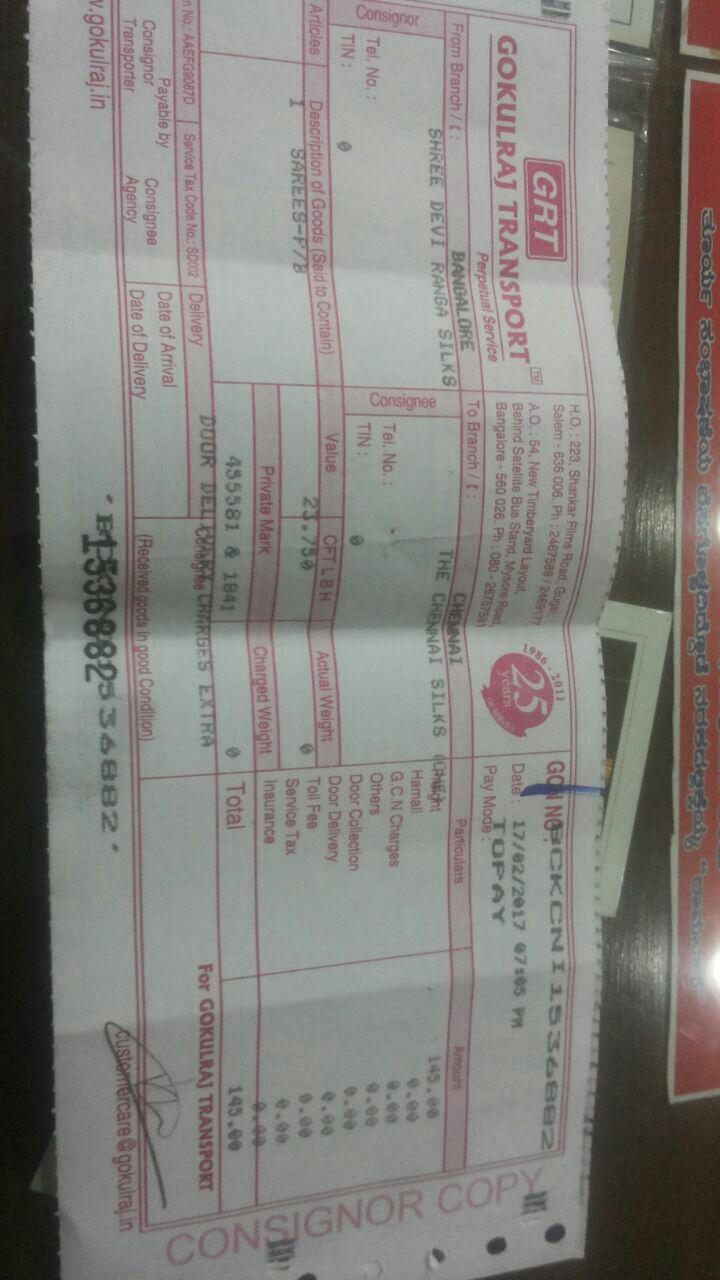 GRT
GOKULRAJ TRANSPORT TM
Perpetual Service
H.O. : 223, Shankar Films Road, Gugai,
Salem - 636 006. Ph : 2467589 / 2469177
A.O. : 54, New Timberyard Layout,
Behind Satellite Bus Stand, Mysore Road,
Bangalore - 560 026. Ph : 080 - 26757581
1986 - 2011
25
years
GCN NO. BCKCNI1536882
Date : 17/02/2017 07:05 PM
Pay Mode : TOPAY
From Branch / t : BANGALORE
To Branch / t : CHENNAI
Particulars Amount
Consignor
SHREE DEVI RANGA SILKS
Tel. No. :
TIN : 0
Consignee
THE CHENNAI SILKS
Tel. No. :
TIN : 0
Freight 145.00
Hamali 0.00
G.C.N Charges 0.00
Others 0.00
Door Collection 0.00
Door Delivery 0.00
Toll Fee 0.00
Service Tax 0.00
Insurance 0.00
Total 145.00
Articles Description of Goods (Said to Contain) Value CFT L B H Actual Weight
1 SAREES-P/B 23,750 0
Private Mark Charged Weight
455581 & 1841 0
n No.: AAEFG9087D Service Tax Code No.: SD002 Delivery
DOOR DELIVARY CHARGES EXTRA
Consignee
Payable by
Consignor Consignee
Transporter Agency
Date of Arrival
Date of Delivery
(Received goods in good Condition)
For GOKULRAJ TRANSPORT
w.gokulraj.in
1536882
customercare@gokulraj.in
CONSIGNOR COPY